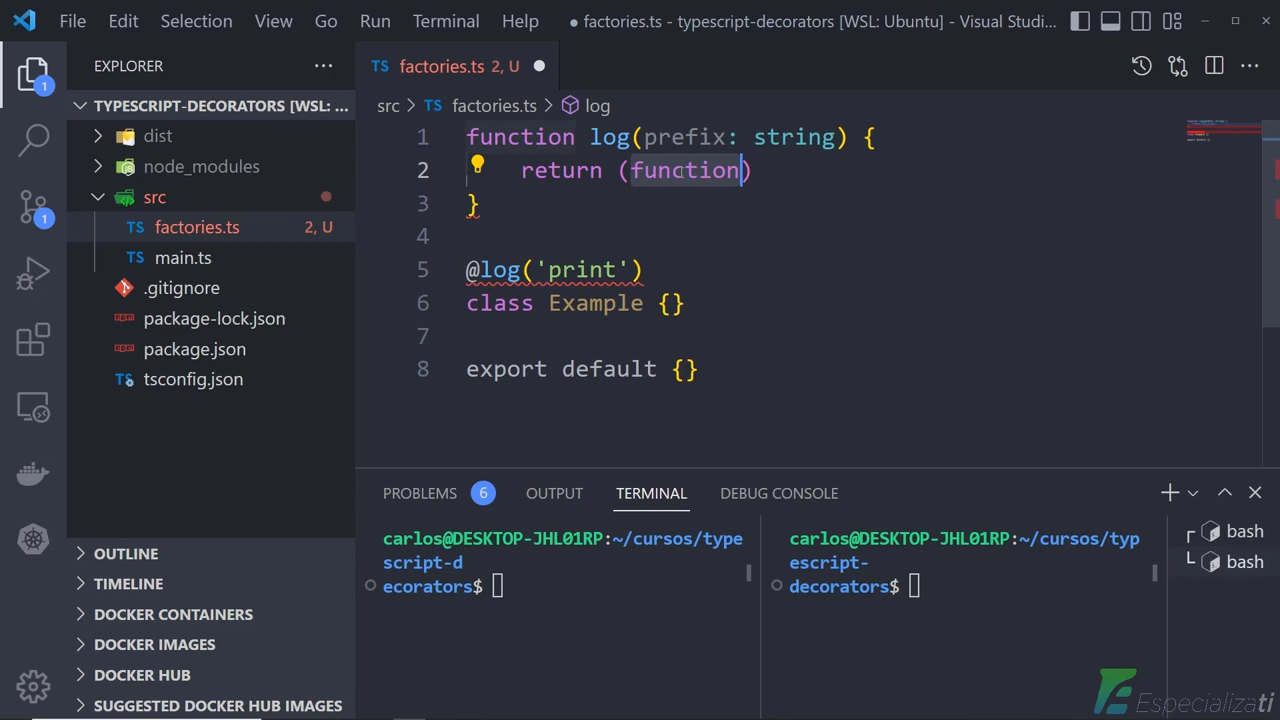 File Edit Selection View Go Run Terminal Help ● factories.ts - typescript-decorators [WSL: Ubuntu] - Visual Studi...
EXPLORER
TYPESCRIPT-DECORATORS [WSL: ...
dist
node_modules
src
TS factories.ts 2, U
TS main.ts
.gitignore
package-lock.json
package.json
TS tsconfig.json
OUTLINE
TIMELINE
DOCKER CONTAINERS
DOCKER IMAGES
DOCKER HUB
SUGGESTED DOCKER HUB IMAGES
1
1
TS factories.ts 2, U
src > TS factories.ts > log
1 function log(prefix: string) {
2 return (function)
3 }
4
5 @log('print')
6 class Example {}
7
8 export default {}
PROBLEMS 6 OUTPUT TERMINAL DEBUG CONSOLE
carlos@DESKTOP-JHL01RP:~/cursos/type
script-d
ecorators$
carlos@DESKTOP-JHL01RP:~/cursos/typ
escript-
decorators$
bash
bash
Especializati